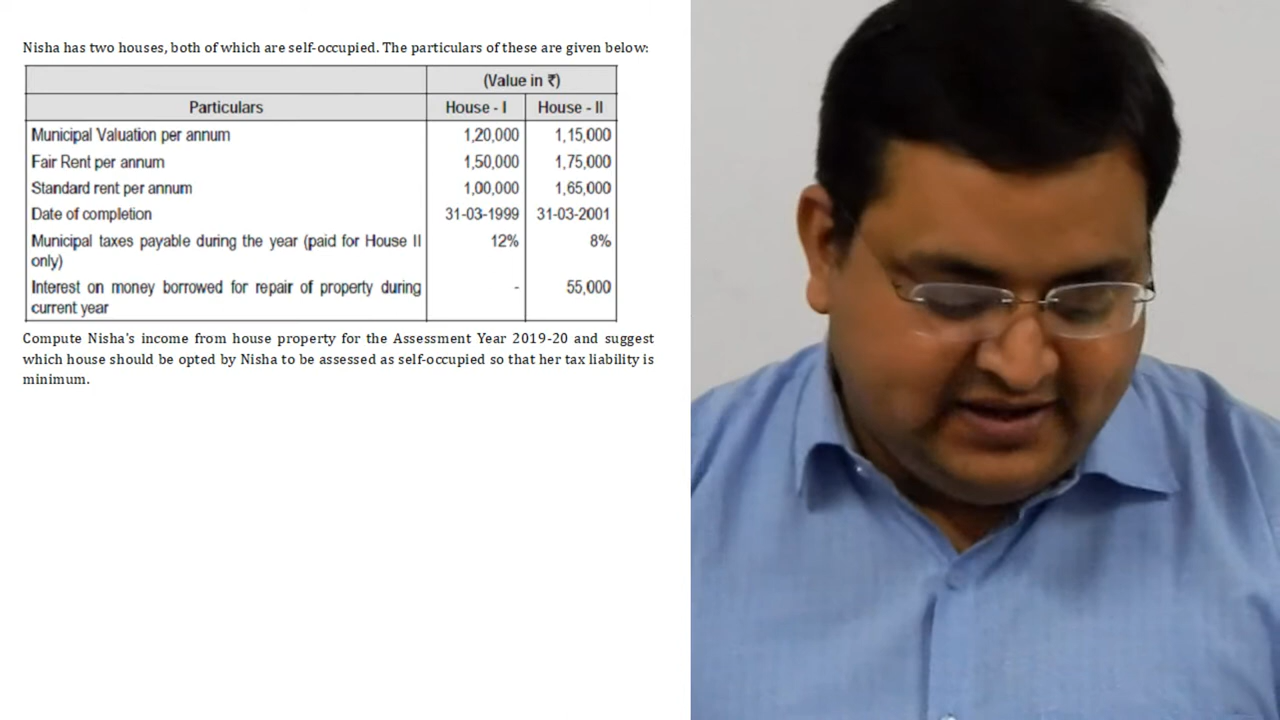 Nisha has two houses, both of which are self-occupied. The particulars of these are given below:
(Value in ₹)
Particulars House - I House - II
Municipal Valuation per annum 1,20,000 1,15,000
Fair Rent per annum 1,50,000 1,75,000
Standard rent per annum 1,00,000 1,65,000
Date of completion 31-03-1999 31-03-2001
Municipal taxes payable during the year (paid for House II 12% 8%
only)
Interest on money borrowed for repair of property during - 55,000
current year
Compute Nisha's income from house property for the Assessment Year 2019-20 and suggest
which house should be opted by Nisha to be assessed as self-occupied so that her tax liability is
minimum.